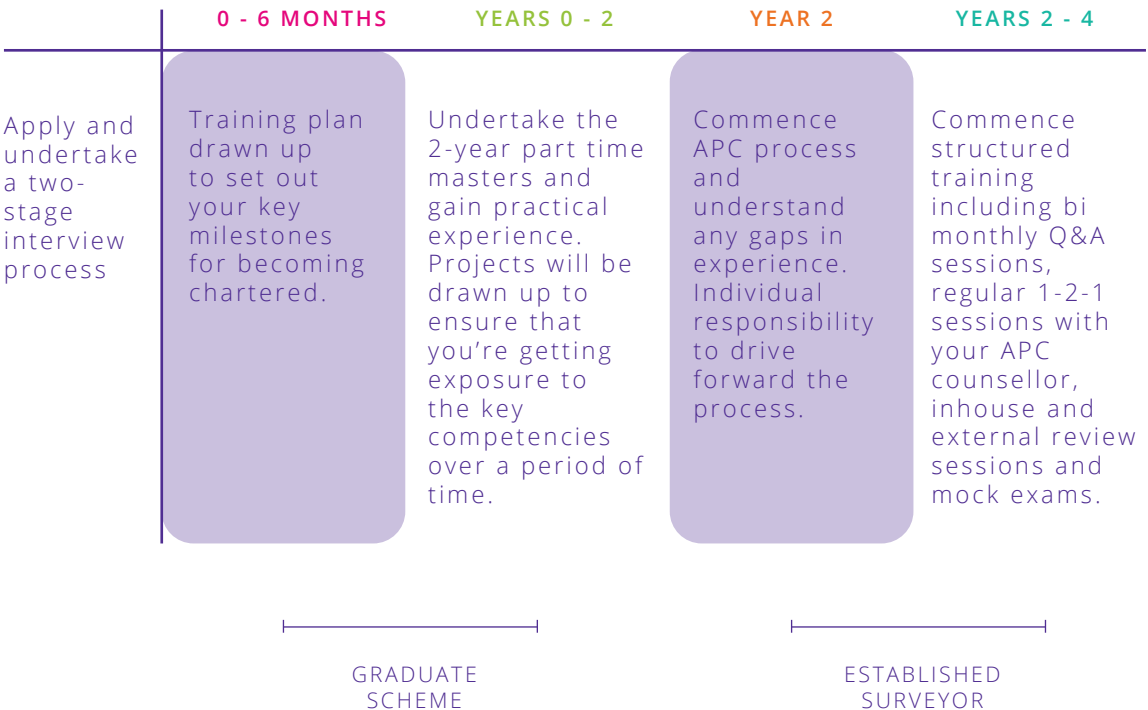 0 - 6 MONTHS
YEARS 0 - 2
YEAR 2
YEARS 2 - 4
Apply and
undertake
a two-
stage
interview
process
Training plan
drawn up
to set out
your key
milestones
for becoming
chartered.
Undertake the
2-year part time
masters and
gain practical
experience.
Projects will be
drawn up to
ensure that
you’re getting
exposure to
the key
competencies
over a period of
time.
Commence
APC process
and
understand
any gaps in
experience.
Individual
responsibility
to drive
forward the
process.
Commence
structured
training
including bi
monthly Q&A
sessions,
regular 1-2-1
sessions with
your APC
counsellor,
inhouse and
external review
sessions and
mock exams.
GRADUATE
SCHEME
ESTABLISHED
SURVEYOR